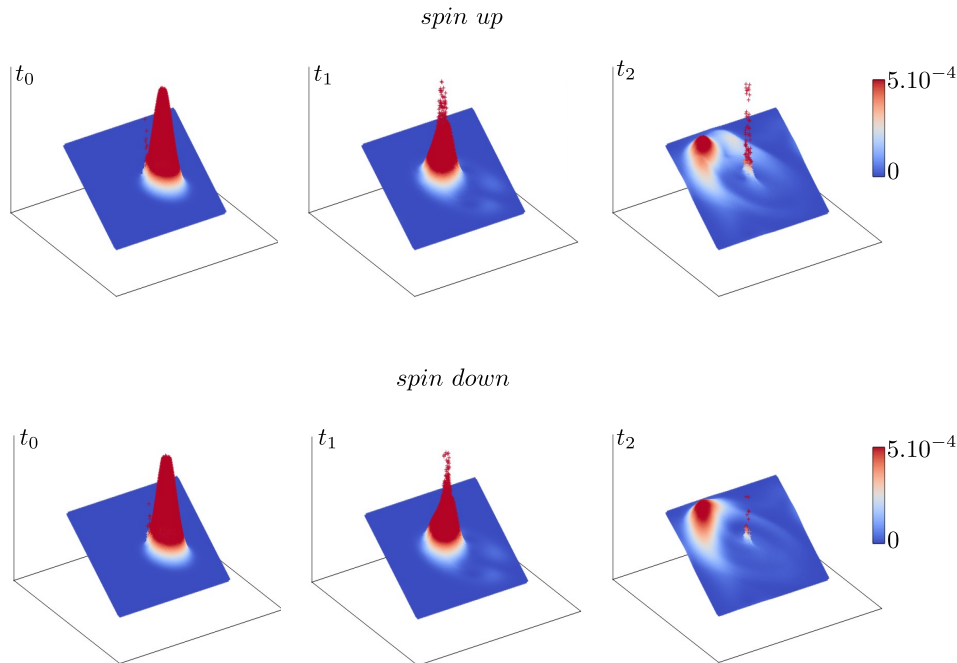 spin up
t₀
t₁
t₂
5.10⁻⁴
0
spin down
t₀
t₁
t₂
5.10⁻⁴
0